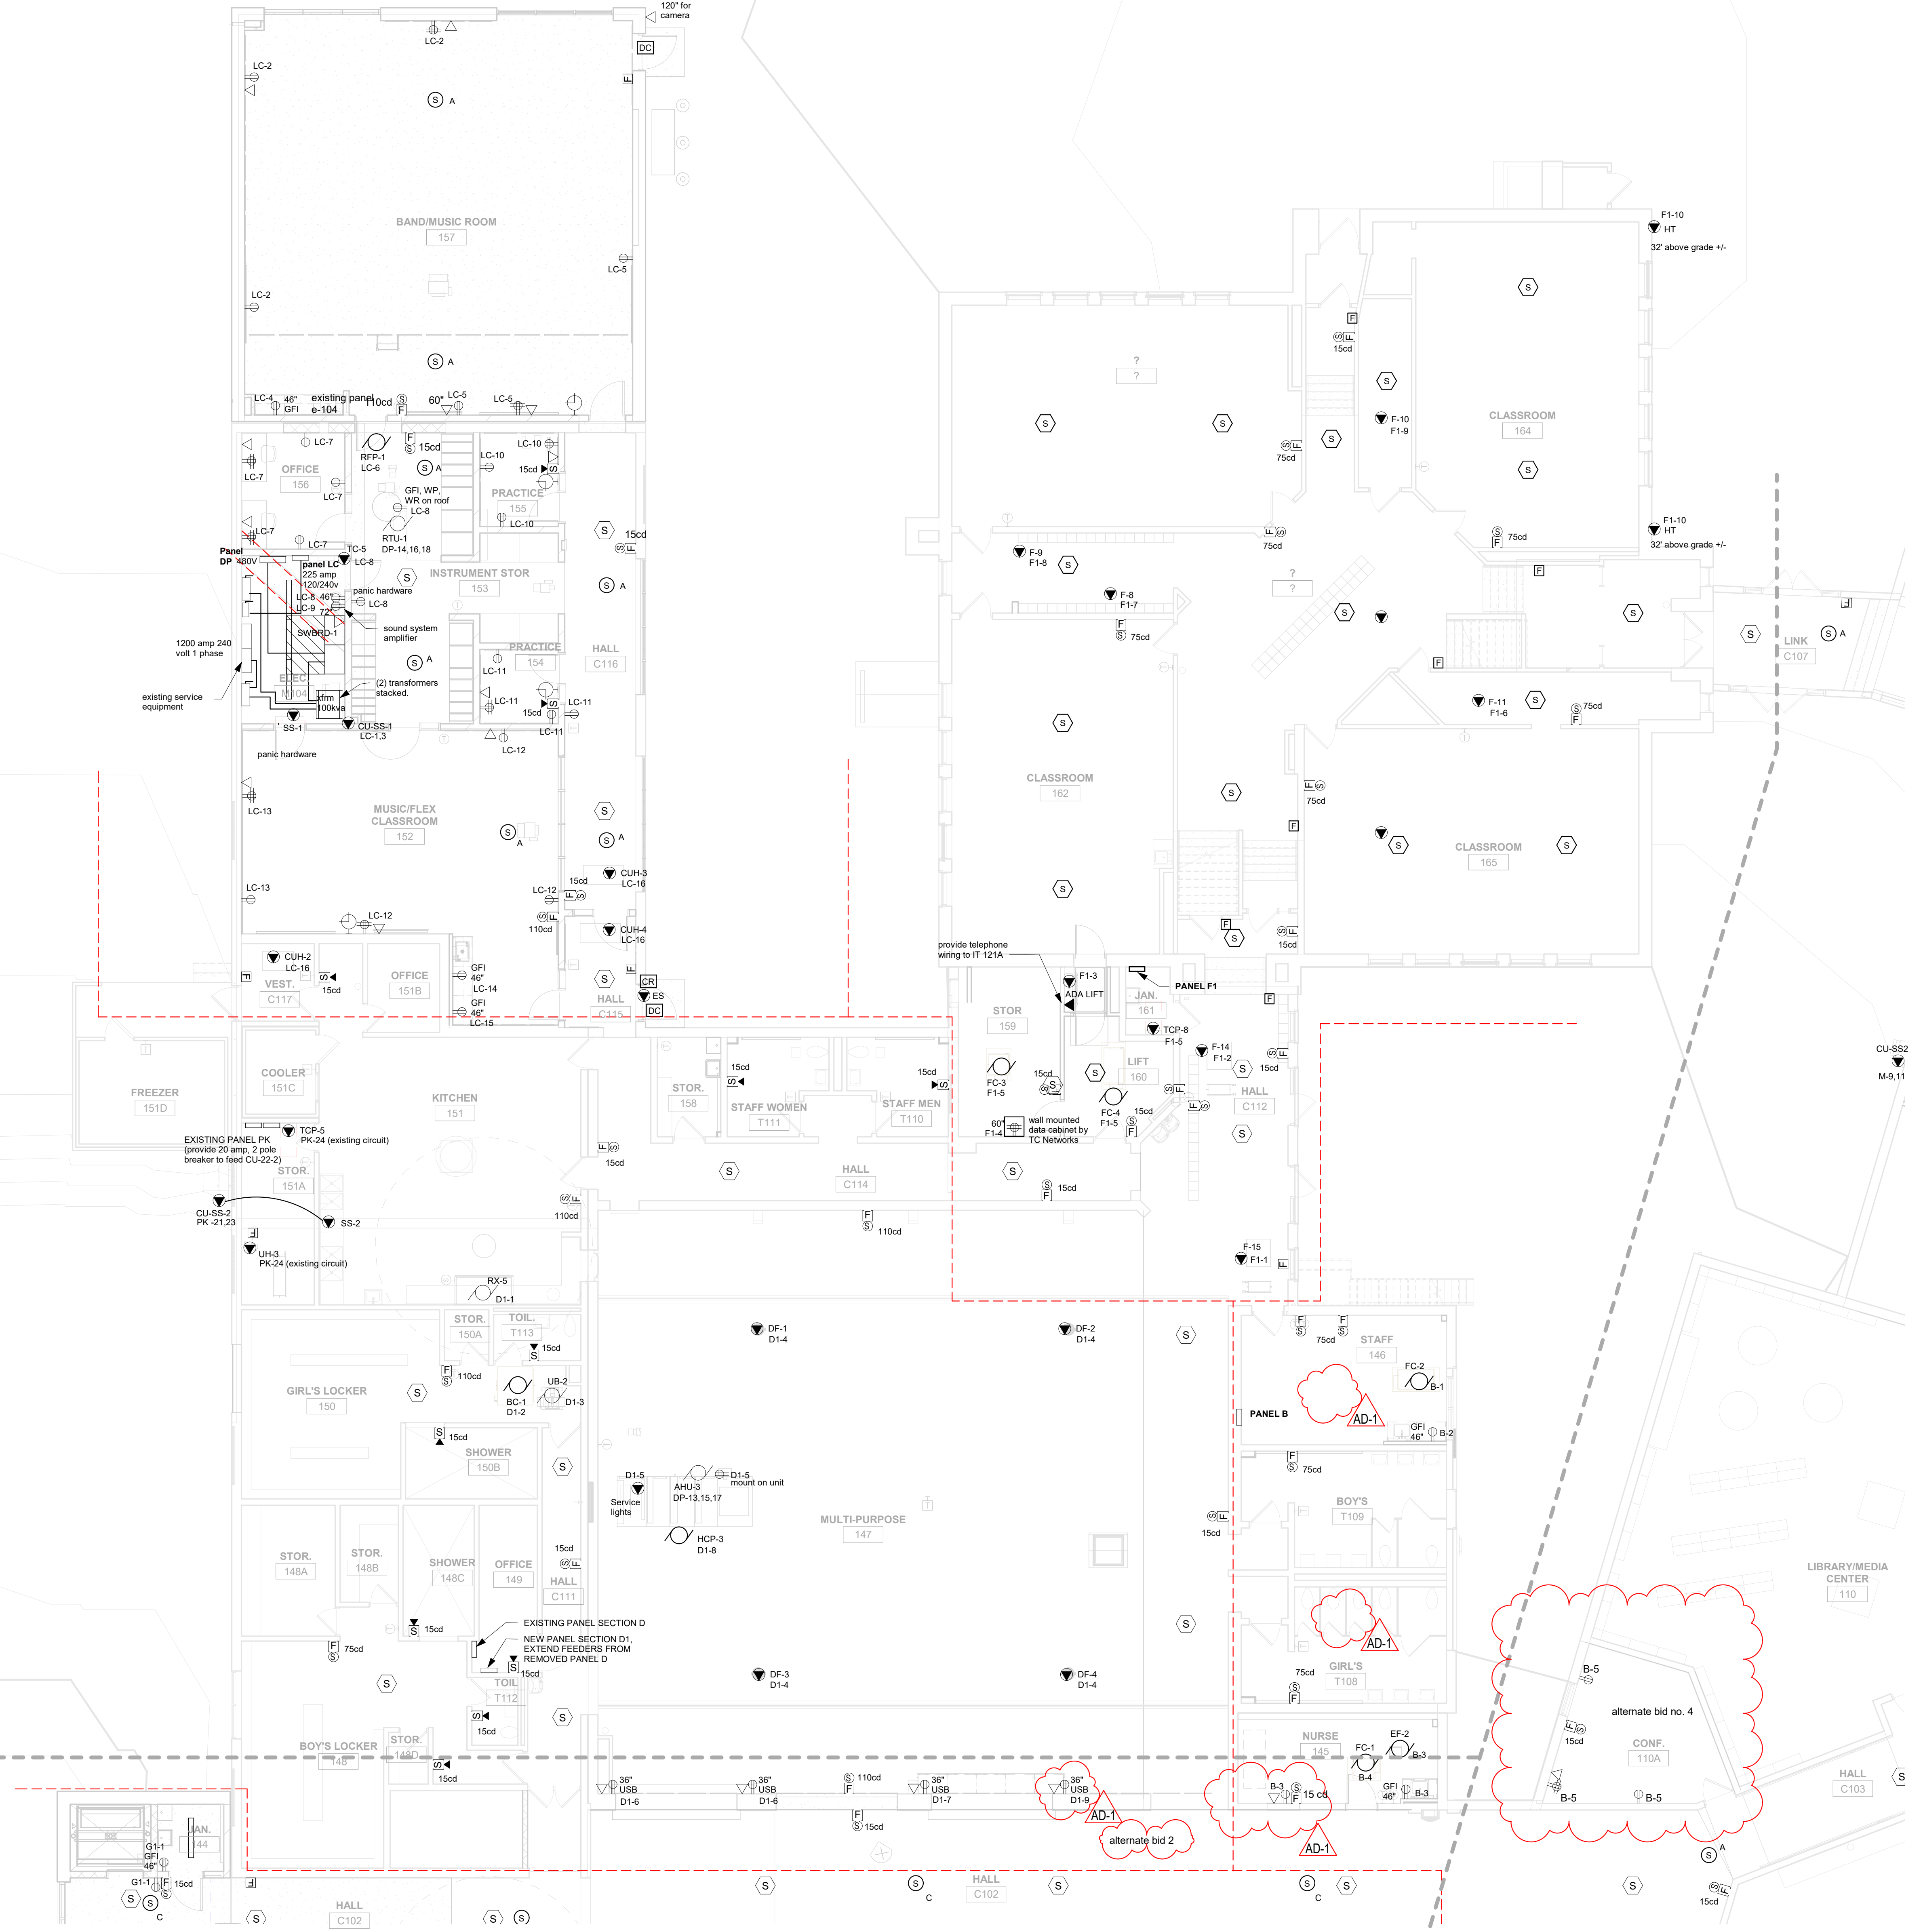 120" for
camera
DC
LC-2
LC-2
F
S A
BAND/MUSIC ROOM
157
LC-5
LC-2
S A
LC-4
46"
GFI
existing panel
e-104
110cd
S
F
60"
LC-5
LC-5
LC-7
OFFICE
156
LC-7
LC-7
LC-7
LC-7
RFP-1
LC-6
F
S
15cd
S A
GFI, WP,
WR on roof
LC-8
RTU-1
DP-14,16,18
LC-10
LC-10
15cd
S
PRACTICE
155
LC-10
S
15cd
S F
S A
Panel
DP 480V
panel LC
225 amp
120/240v
TC-5
LC-8
S
INSTRUMENT STOR
153
panic hardware
LC-8 46"
LC-9
72"
LC-8
SWBRD-1
sound system
amplifier
1200 amp 240
volt 1 phase
S A
PRACTICE
154
HALL
C116
LC-11
(2) transformers
stacked.
ELEC
M104
existing service
equipment
xfrm
100kva
LC-11
15cd
S
LC-11
LC-11
SS-1
CU-SS-1
LC-1,3
LC-12
panic hardware
LC-13
MUSIC/FLEX
CLASSROOM
152
S
A
S
S A
CUH-3
LC-16
15cd
F S
LC-13
LC-12
LC-12
S F
110cd
CUH-4
LC-16
CUH-2
LC-16
VEST.
C117
F
S
15cd
OFFICE
151B
GFI
46"
LC-14
GFI
46"
LC-15
S
F
CR
ES
DC
HALL
C115
F1-10
HT
32' above grade +/-
S
F
S F
15cd
?
?
S
S
S
F-10
F1-9
S
CLASSROOM
164
S
S F
75cd
F S
75cd
S
F
75cd
F1-10
HT
32' above grade +/-
F-9
F1-8
S
F-8
F1-7
F
S
75cd
?
?
S
F
S
F
S
LINK
C107
S A
F
F-11
F1-6
S
S
F
75cd
S
CLASSROOM
162
S
F S
75cd
F
S
CLASSROOM
165
S
S
F
S
S F
15cd
provide telephone
wiring to IT 121A
F1-3
ADA LIFT
PANEL F1
JAN.
161
F
STOR
159
TCP-8
F1-5
F-14
F1-2
S F
15cd
CU-SS2
M-9,11
COOLER
151C
FREEZER
151D
KITCHEN
151
STOR.
158
15cd
S
STAFF WOMEN
T111
15cd
S
STAFF MEN
T110
FC-3
F1-5
15cd
S
S
LIFT
160
FC-4
F1-5
S F
F S
S
HALL
C112
TCP-5
PK-24 (existing circuit)
EXISTING PANEL PK
(provide 20 amp, 2 pole
breaker to feed CU-22-2)
60"
F1-4
wall mounted
data cabinet by
TC Networks
15cd
S
F
S
F S
15cd
STOR.
151A
S
HALL
C114
S
S
F
15cd
CU-SS-2
PK -21,23
SS-2
S F
110cd
F
S
110cd
F
UH-3
PK-24 (existing circuit)
F-15
F1-1
F
RX-5
D1-1
STOR.
150A
TOIL.
T113
S
15cd
DF-1
D1-4
DF-2
D1-4
S
F
S
F
S
75cd
STAFF
146
FC-2
B-1
F
S
110cd
GIRL'S LOCKER
150
S
BC-1
D1-2
UB-2
D1-3
PANEL B
AD-1
GFI
46"
B-2
S
15cd
SHOWER
150B
S
D1-5
Service
lights
AHU-3
DP-13,15,17
D1-5
mount on unit
F
S
75cd
BOY'S
T109
MULTI-PURPOSE
147
S F
15cd
HCP-3
D1-8
STOR.
148A
STOR.
148B
SHOWER
148C
OFFICE
149
15cd
S F
HALL
C111
LIBRARY/MEDIA
CENTER
110
EXISTING PANEL SECTION D
NEW PANEL SECTION D1,
EXTEND FEEDERS FROM
REMOVED PANEL D
S
15cd
F
S
75cd
S
15cd
S
AD-1
DF-3
D1-4
DF-4
D1-4
75cd
S
F
GIRL'S
T108
B-5
S
TOIL
T112
S
15cd
S
alternate bid no. 4
F S
15cd
BOY'S LOCKER
148
STOR.
148D
S
15cd
NURSE
145
FC-1
B-4
EF-2
B-3
CONF.
110A
36"
USB
D1-6
36"
USB
D1-6
S
F
110cd
36"
USB
D1-7
36"
USB
D1-9
B-3
S
F
15 cd
GFI
46"
B-3
B-5
B-5
HALL
C103
S
AD-1
F
S
15cd
alternate bid 2
AD-1
JAN.
144
G1-1
GFI
46"
G1-1
F
S
15cd
S
S
C
F
HALL
C102
S
S
S
S
S
C
HALL
C102
S
S
C
S
S
S A
S F
15cd